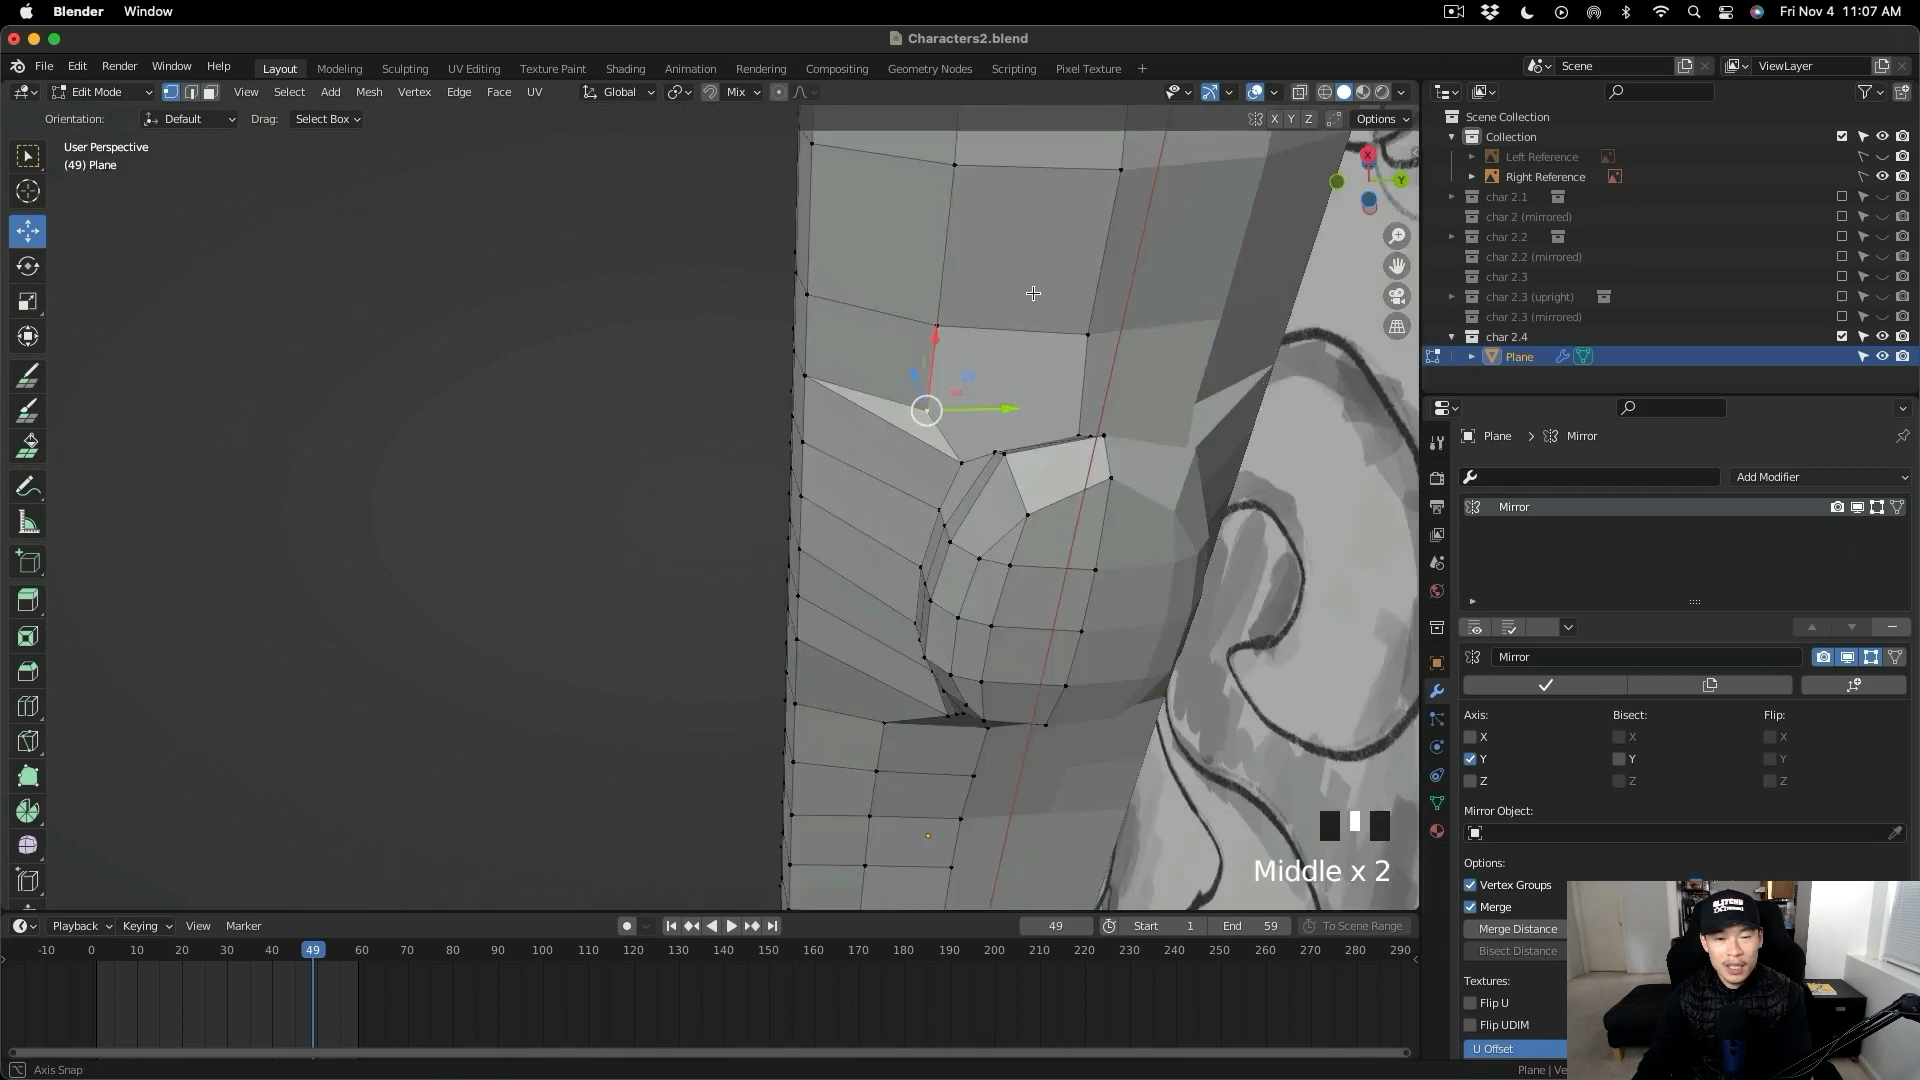 Blender Window Fri Nov 4 11:07 AM
Characters2.blend
File Edit Render Window Help Layout Modeling Sculpting UV Editing Texture Paint Shading Animation Rendering Compositing Geometry Nodes Scripting Pixel Texture + Scene ViewLayer
Edit Mode View Select Add Mesh Vertex Edge Face UV Global Mix
Orientation: Default Drag: Select Box X Y Z Options
User Perspective
(49) Plane
X
Y
Scene Collection
Collection
Left Reference
Right Reference
char 2.1
char 2 (mirrored)
char 2.2
char 2.2 (mirrored)
char 2.3
char 2.3 (upright)
char 2.3 (mirrored)
char 2.4
Plane
Plane > Mirror
Add Modifier
Mirror
Mirror
Axis: Bisect: Flip:
X X X
Y Y Y
Z Z Z
Mirror Object:
Options:
Vertex Groups
Merge
Merge Distance
Bisect Distance
Textures:
Flip U
Flip UDIM
U Offset
Middle x 2
Playback Keying View Marker 49 Start 1 End 59 To Scene Range
-10 0 10 20 30 40 49 60 70 80 90 100 110 120 130 140 150 160 170 180 190 200 210 220 230 240 250 260 270 280 290
Axis Snap Plane | Ve